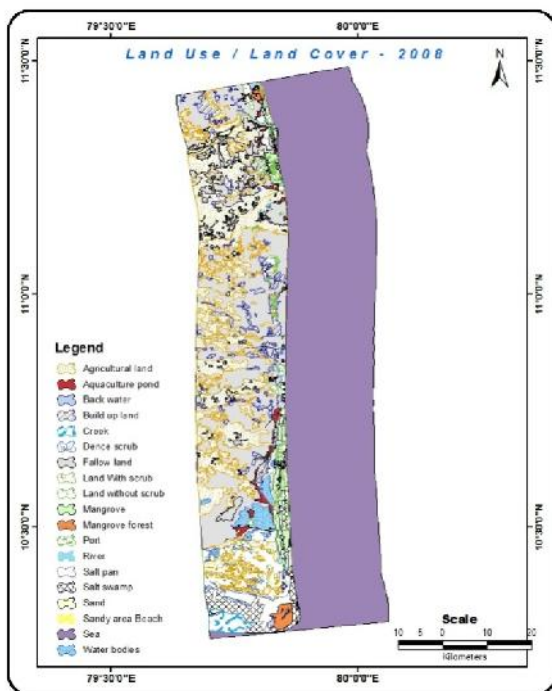 79°30'0"E 80°0'0"E
Land Use / Land Cover - 2008
N
11°30'0"N 11°30'0"N
11°0'0"N 11°0'0"N
Legend
Agricultural land
Aquaculture pond
Back water
Build up land
Creek
Dence scrub
Fallow land
Land With scrub
Land without scrub
Mangrove
Mangrove forest
Port
River
Salt pan
Salt swamp
Sand
Sandy area Beach
Sea
Water bodies
10°30'0"N 10°30'0"N
Scale
10 5 0 10 20
Kilometers
79°30'0"E 80°0'0"E